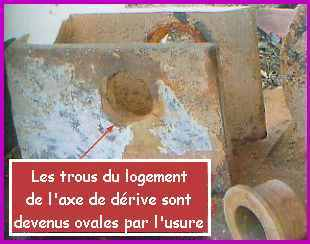 Les trous du logement
de l'axe de dérive sont
devenus ovales par l'usure